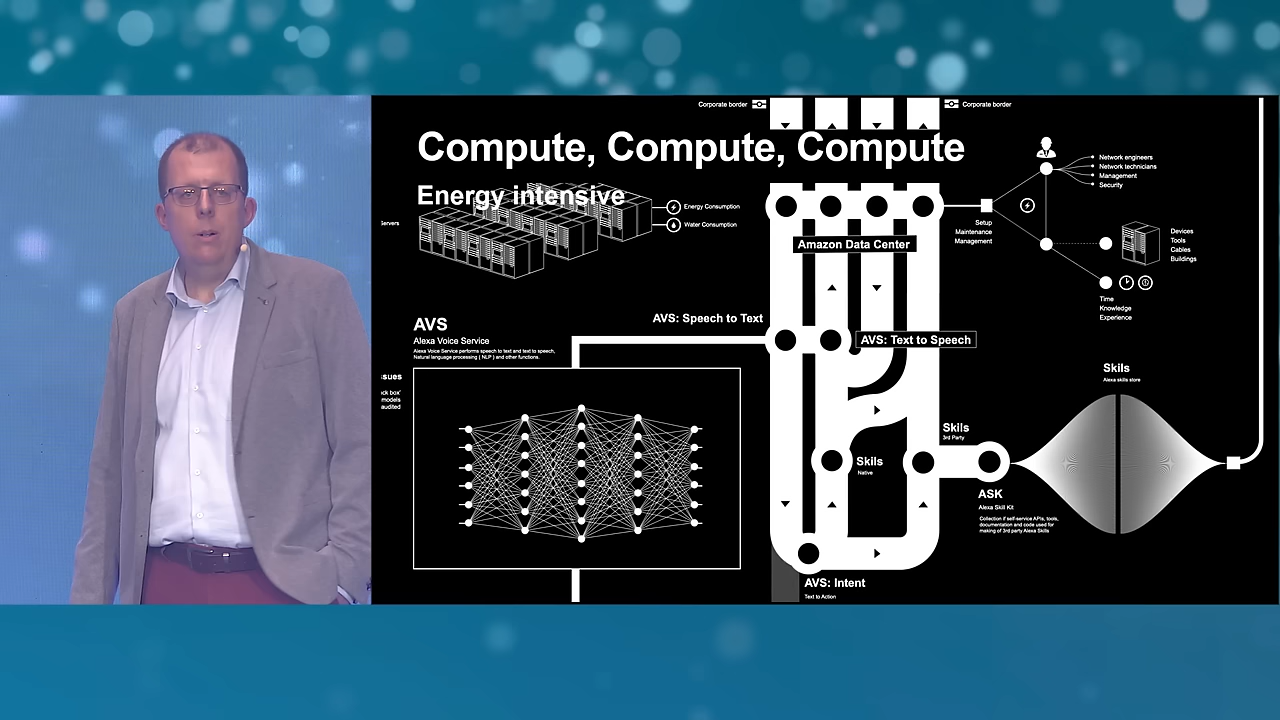 Corporate border
Corporate border
Compute, Compute, Compute
Energy intensive
Energy Consumption
Water Consumption
Servers
Amazon Data Center
Network engineers
Network technicians
Management
Security
Setup
Maintenance
Management
Devices
Tools
Cables
Buildings
Time
Knowledge
Experience
AVS
Alexa Voice Service
Alexa Voice Service performs speech to text and text to speech,
Natural language processing ( NLP ) and other functions.
AVS: Speech to Text
AVS: Text to Speech
ssues
ck box'
models
audited
Skils
Alexa skills store
Skils
3rd Party
Skils
Native
ASK
Alexa Skill Kit
Collection if self-service APIs, tools,
documentation and code used for
making of 3rd party Alexa Skills
AVS: Intent
Text to Action